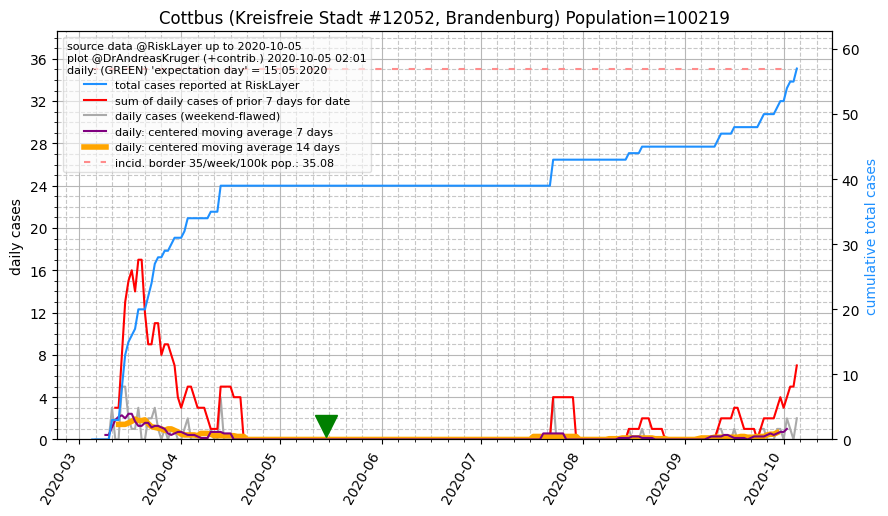 Cottbus (Kreisfreie Stadt #12052, Brandenburg) Population=100219
source data @RiskLayer up to 2020-10-05
plot @DrAndreasKruger (+contrib.) 2020-10-05 02:01
daily: (GREEN) 'expectation day' = 15.05.2020
total cases reported at RiskLayer
sum of daily cases of prior 7 days for date
daily cases (weekend-flawed)
daily: centered moving average 7 days
daily: centered moving average 14 days
incid. border 35/week/100k pop.: 35.08
daily cases
36
32
28
24
20
16
12
8
4
0
cumulative total cases
60
50
40
30
20
10
0
2020-03
2020-04
2020-05
2020-06
2020-07
2020-08
2020-09
2020-10